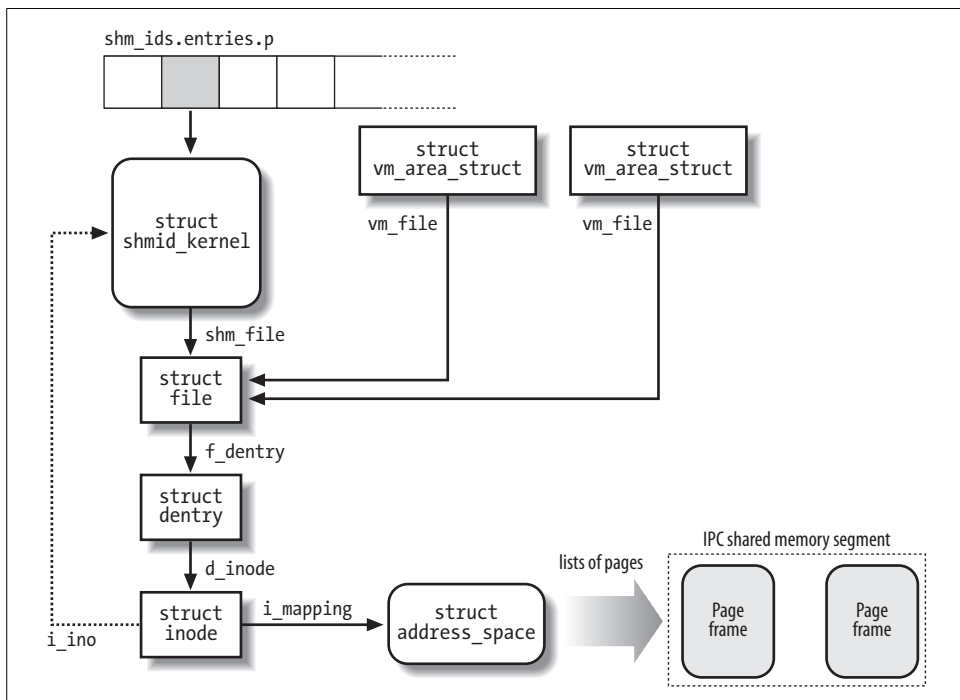 shm_ids.entries.p
struct
vm_area_struct
struct
vm_area_struct
struct
shmid_kernel
vm_file
vm_file
shm_file
struct
file
f_dentry
struct
dentry
d_inode
struct
inode
i_ino
i_mapping
struct
address_space
lists of pages
IPC shared memory segment
Page
frame
Page
frame